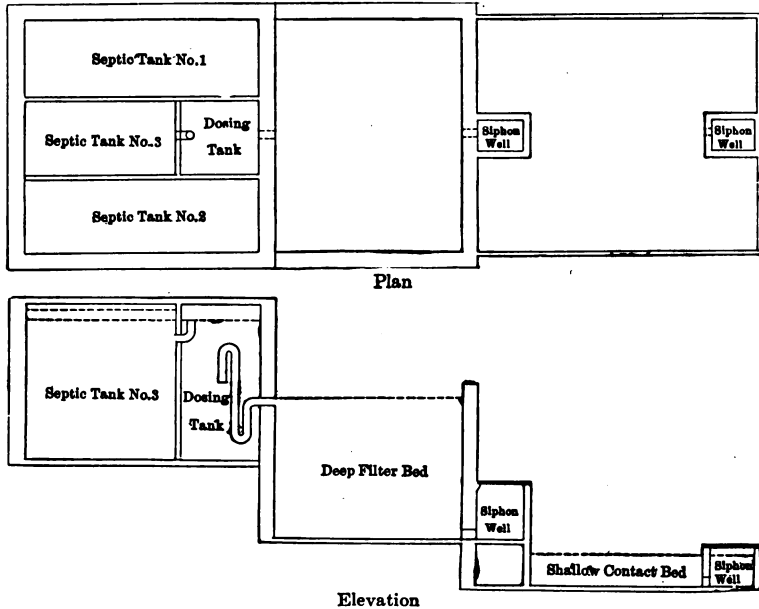 Septic Tank No.1
Septic Tank No.3
Dosing
Tank
Siphon
Well
Siphon
Well
Septic Tank No.2
Plan
Septic Tank No.3
Dosing
Tank
Deep Filter Bed
Siphon
Well
Shallow Contact Bed
Siphon
Well
Elevation